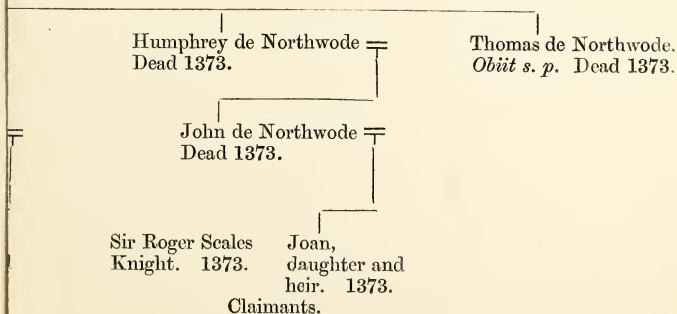 Humphrey de Northwode
Dead 1373.
Thomas de Northwode.
Obiit s. p. Dead 1373.
John de Northwode
Dead 1373.
Sir Roger Scales
Knight. 1373.
Joan,
daughter and
heir. 1373.
Claimants.